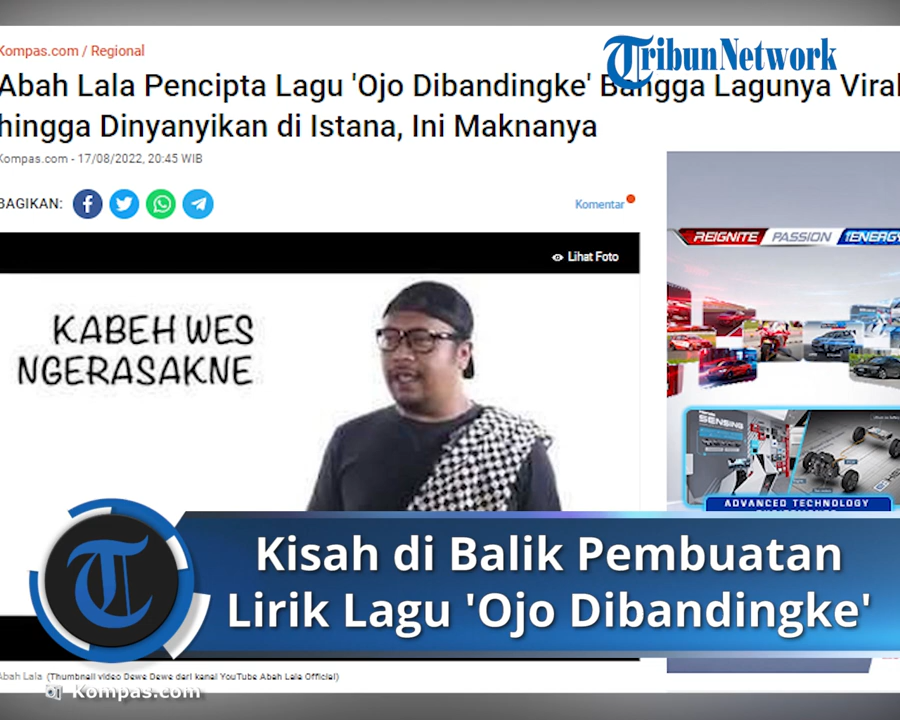 Kompas.com / Regional
TribunNetwork
Abah Lala Pencipta Lagu 'Ojo Dibandingke' Bangga Lagunya Viral
hingga Dinyanyikan di Istana, Ini Maknanya
Kompas.com - 17/08/2022, 20:45 WIB
BAGIKAN:
Komentar
Lihat Foto
REIGNITE PASSION 1ENERGY
KABEH WES
NGERASAKNE
SENSING
ADVANCED TECHNOLOGY
Kisah di Balik Pembuatan
Lirik Lagu 'Ojo Dibandingke'
Abah Lala (Thumbnail video Dewe Dewe dari kanal YouTube Abah Lala Official)
Kompas.com